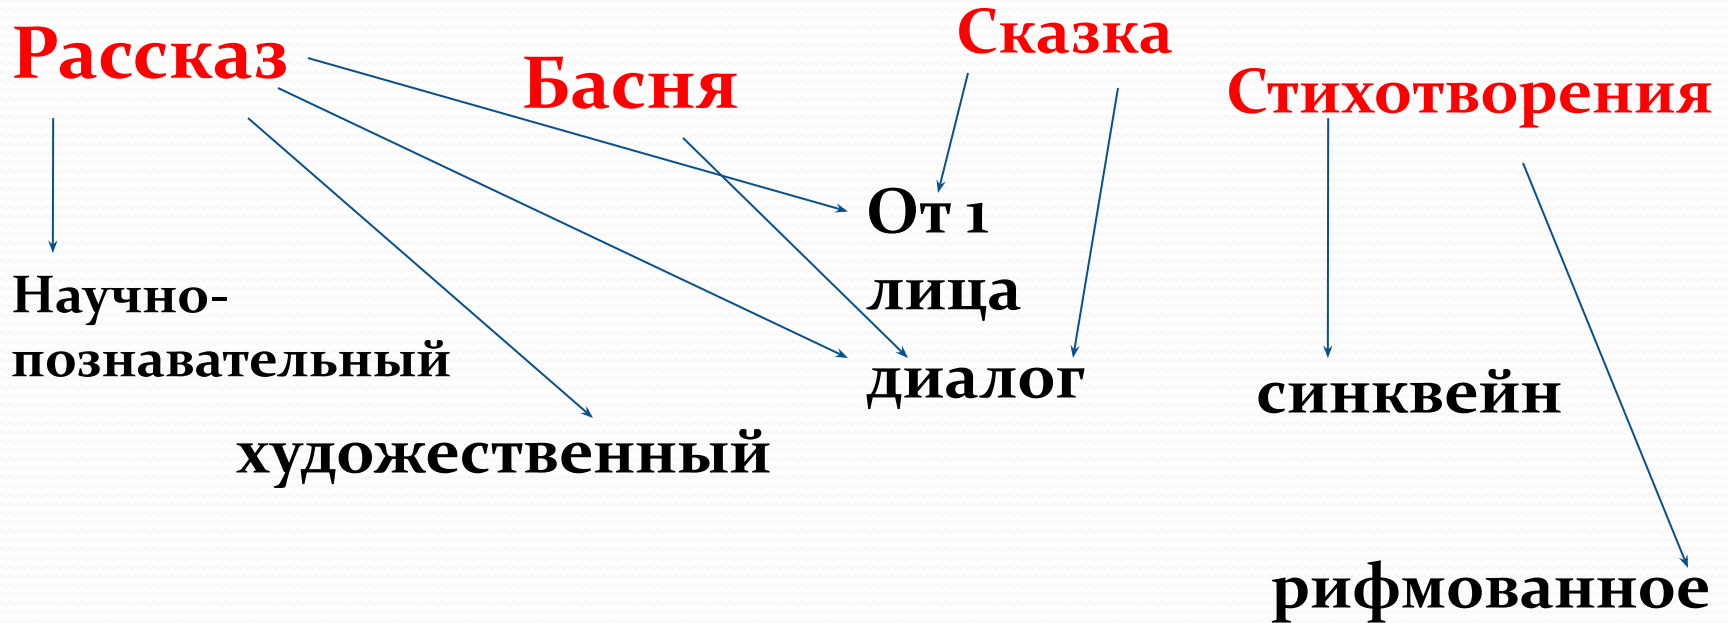 Рассказ
Басня
Сказка
Стихотворения
От 1
лица
Научно-
познавательный
диалог
синквейн
художественный
рифмованное